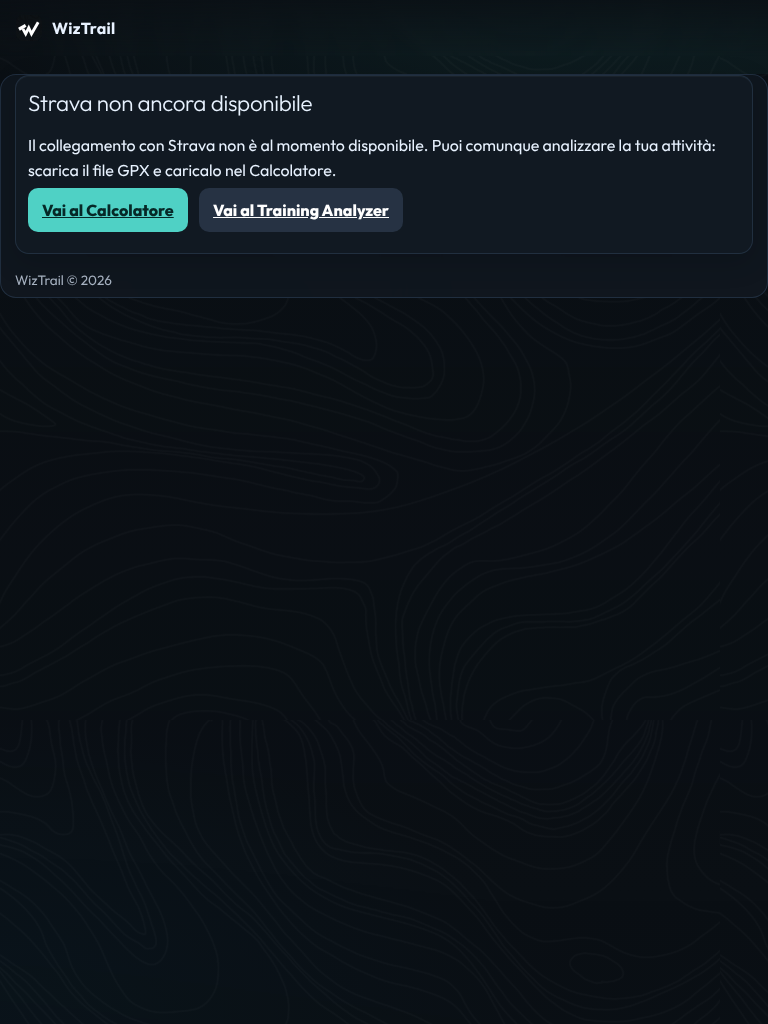 WizTrail
Strava non ancora disponibile
Il collegamento con Strava non è al momento disponibile. Puoi comunque analizzare la tua attività:
scarica il file GPX e caricalo nel Calcolatore.
Vai al Calcolatore
Vai al Training Analyzer
WizTrail © 2026